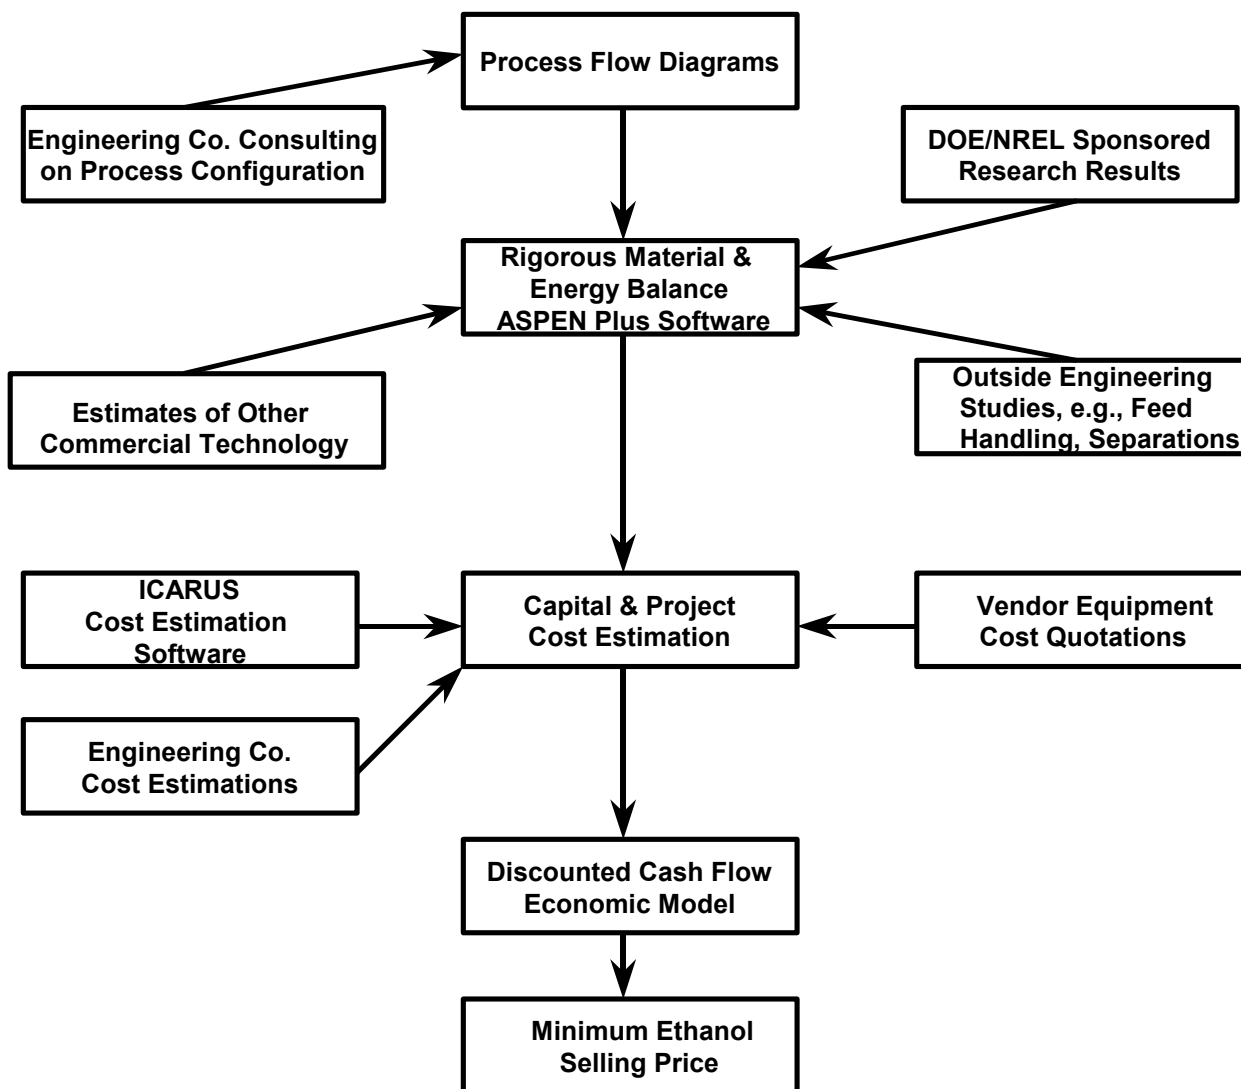 Process Flow Diagrams
Engineering Co. Consulting
on Process Configuration
DOE/NREL Sponsored
Research Results
Rigorous Material &
Energy Balance
ASPEN Plus Software
Estimates of Other
Commercial Technology
Outside Engineering
Studies, e.g., Feed
Handling, Separations
ICARUS
Cost Estimation
Software
Capital & Project
Cost Estimation
Vendor Equipment
Cost Quotations
Engineering Co.
Cost Estimations
Discounted Cash Flow
Economic Model
Minimum Ethanol
Selling Price